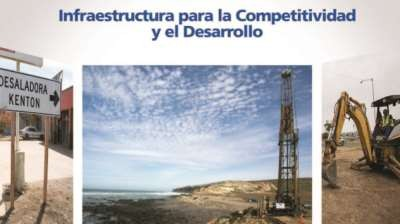 Infraestructura para la Competitividad
y el Desarrollo
DESALADORA
KENTON